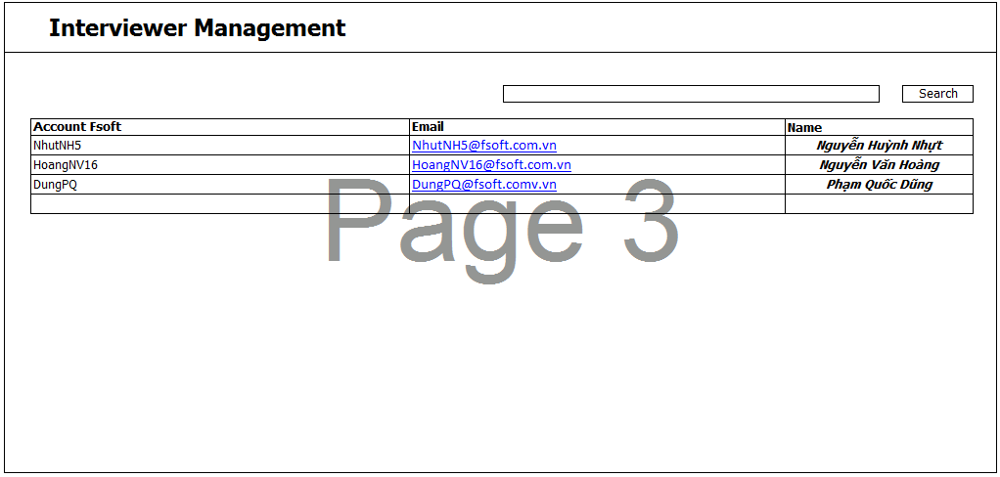 Interviewer Management
Search
Account Fsoft Email Name
NhutNH5 NhutNH5@fsoft.com.vn Nguyễn Huỳnh Nhựt
HoangNV16 HoangNV16@fsoft.com.vn Nguyễn Văn Hoàng
DungPQ DungPQ@fsoft.comv.vn Phạm Quốc Dũng
Page 3